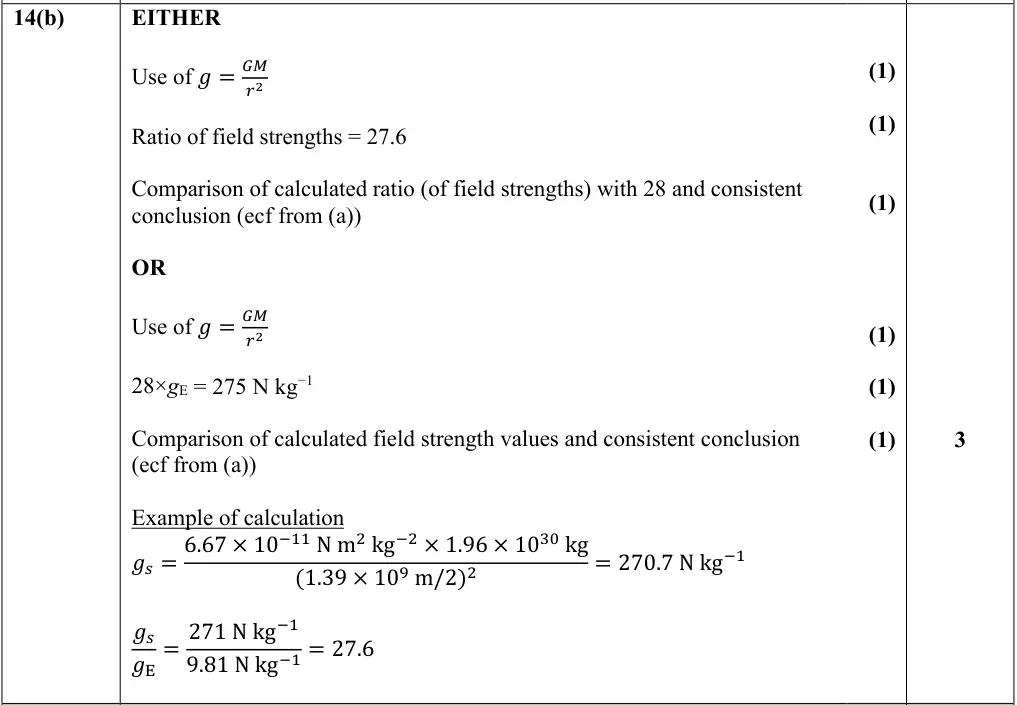 14(b) EITHER
Use of g = GM/r² (1)
Ratio of field strengths = 27.6 (1)
Comparison of calculated ratio (of field strengths) with 28 and consistent
conclusion (ecf from (a)) (1)
OR
Use of g = GM/r² (1)
28×gE = 275 N kg⁻¹ (1)
Comparison of calculated field strength values and consistent conclusion (1) 3
(ecf from (a))
Example of calculation
gₛ = 6.67 × 10⁻¹¹ N m² kg⁻² × 1.96 × 10³⁰ kg / (1.39 × 10⁹ m/2)² = 270.7 N kg⁻¹
gₛ/gE = 271 N kg⁻¹ / 9.81 N kg⁻¹ = 27.6